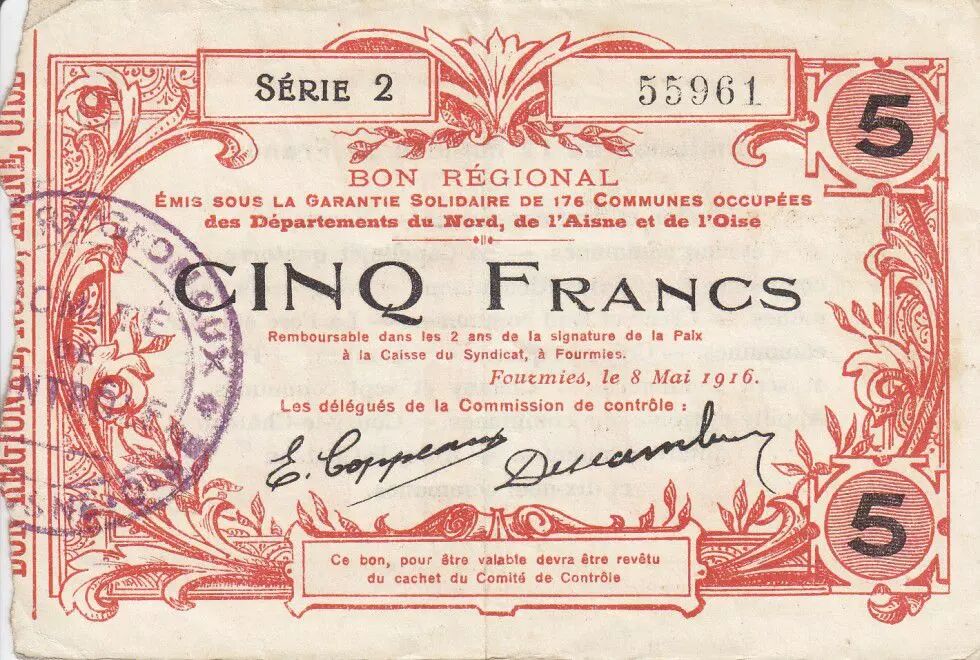 SÉRIE 2
55961
5
BON RÉGIONAL
ÉMIS SOUS LA GARANTIE SOLIDAIRE DE 176 COMMUNES OCCUPÉES
des Départements du Nord, de l'Aisne et de l'Oise
CINQ FRANCS
Remboursable dans les 2 ans de la signature de la Paix
à la Caisse du Syndicat, à Fourmies.
Fourmies, le 8 Mai 1916.
Les délégués de la Commission de contrôle :
E. Coppeaux
5
Ce bon, pour être valable devra être revêtu
du cachet du Comité de Contrôle